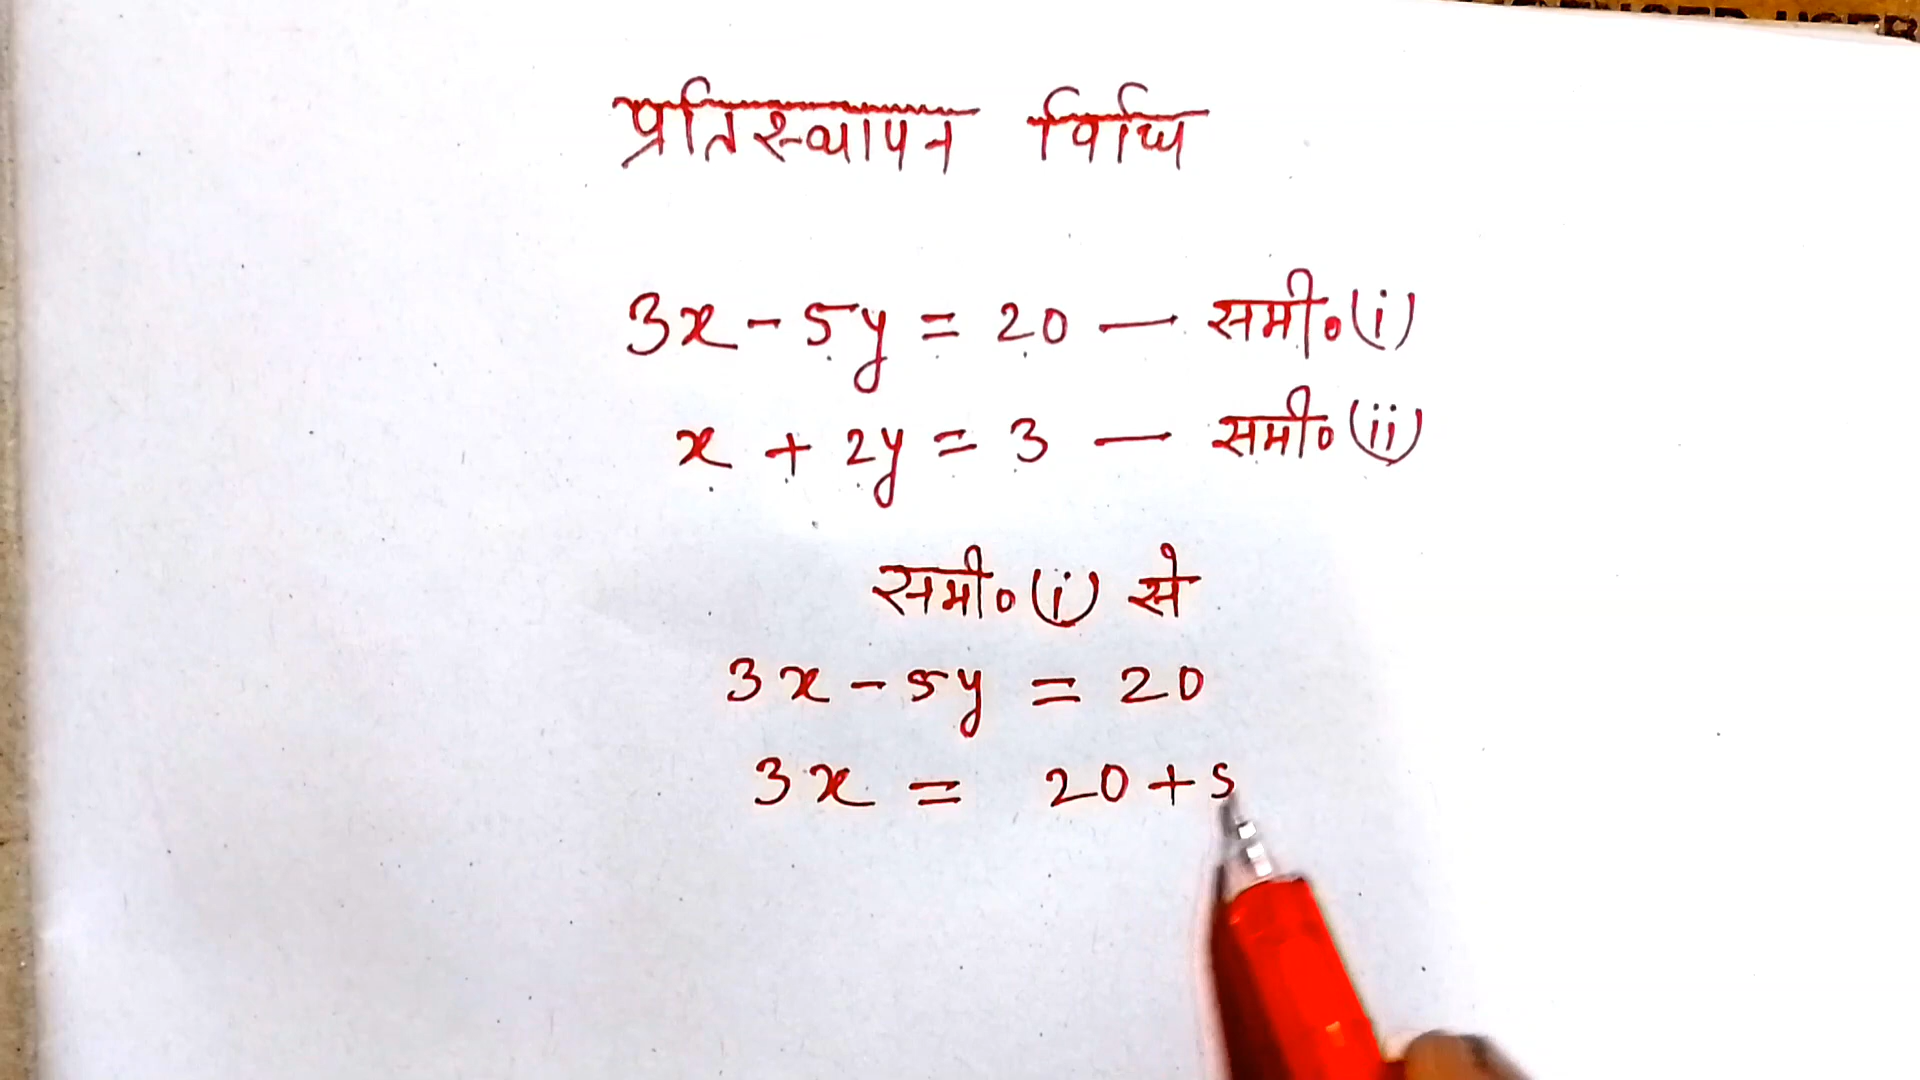 प्रतिस्थापन विधि
3x - 5y = 20 — समी० (i)
x + 2y = 3 — समी० (ii)
समी० (i) से
3x - 5y = 20
3x = 20 + 5